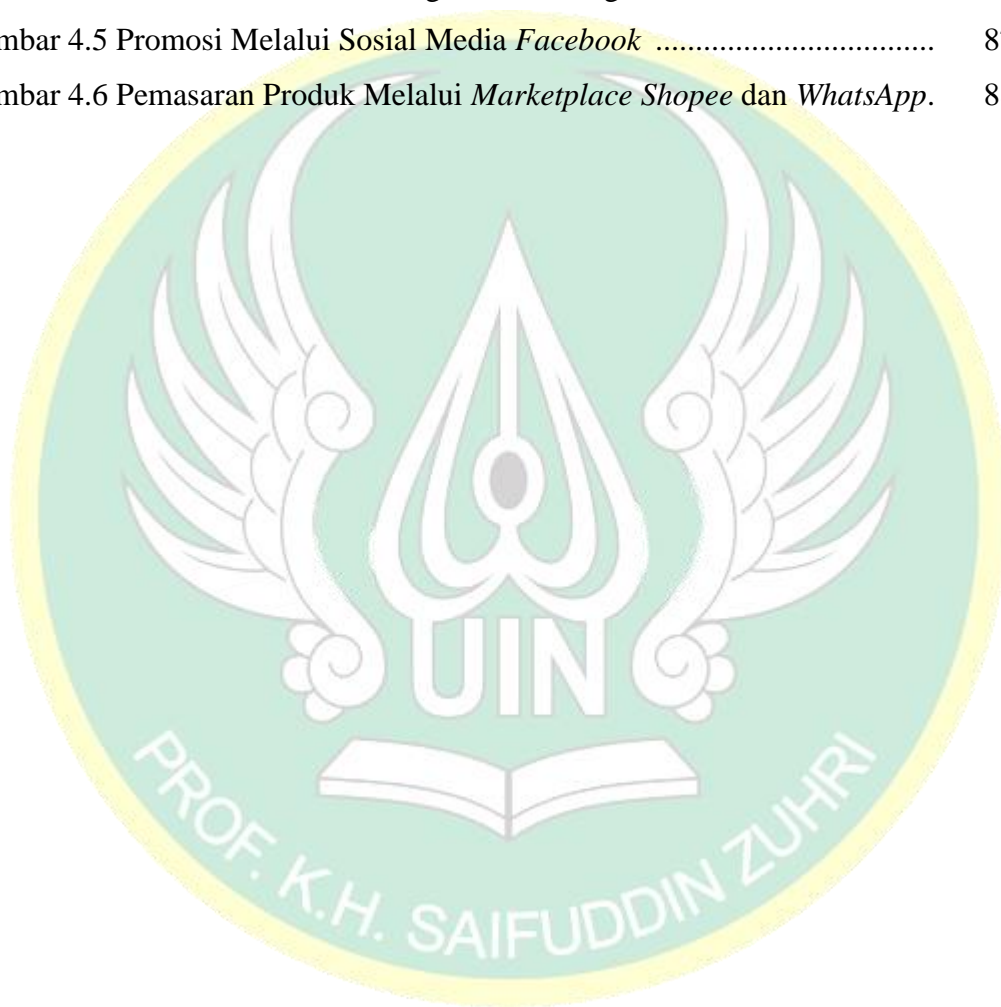 mbar 4.5 Promosi Melalui Sosial Media Facebook .................................. 8
mbar 4.6 Pemasaran Produk Melalui Marketplace Shopee dan WhatsApp. 8
UIN
PROF. K.H. SAIFUDDIN ZUHRI